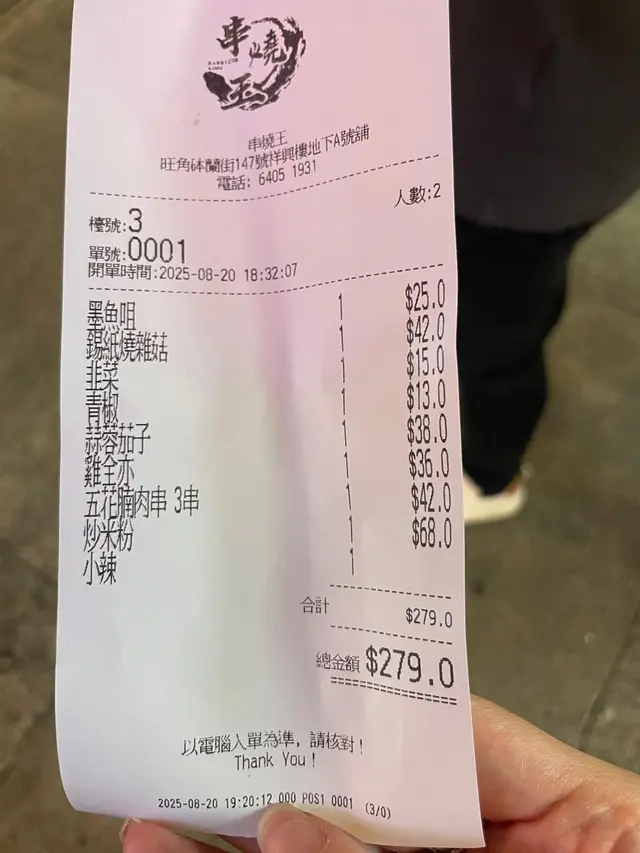 串燒王
串燒王
旺角砵蘭街147號祥興樓地下A號舖
電話: 6405 1931
人數:2
檯號:3
單號:0001
開單時間:2025-08-20 18:32:07
黑魚咀 1 $25.0
錫紙燒雜菇 1 $42.0
韭菜 1 $15.0
青椒 1 $13.0
蒜蓉茄子 1 $38.0
雞全亦 1 $36.0
五花腩肉串 3串 1 $42.0
炒米粉 1 $68.0
小辣 1
合計 $279.0
總金額 $279.0
以電腦入單為準, 請核對!
Thank You!
2025-08-20 19:20:12 000 POS1 0001 (3/0)